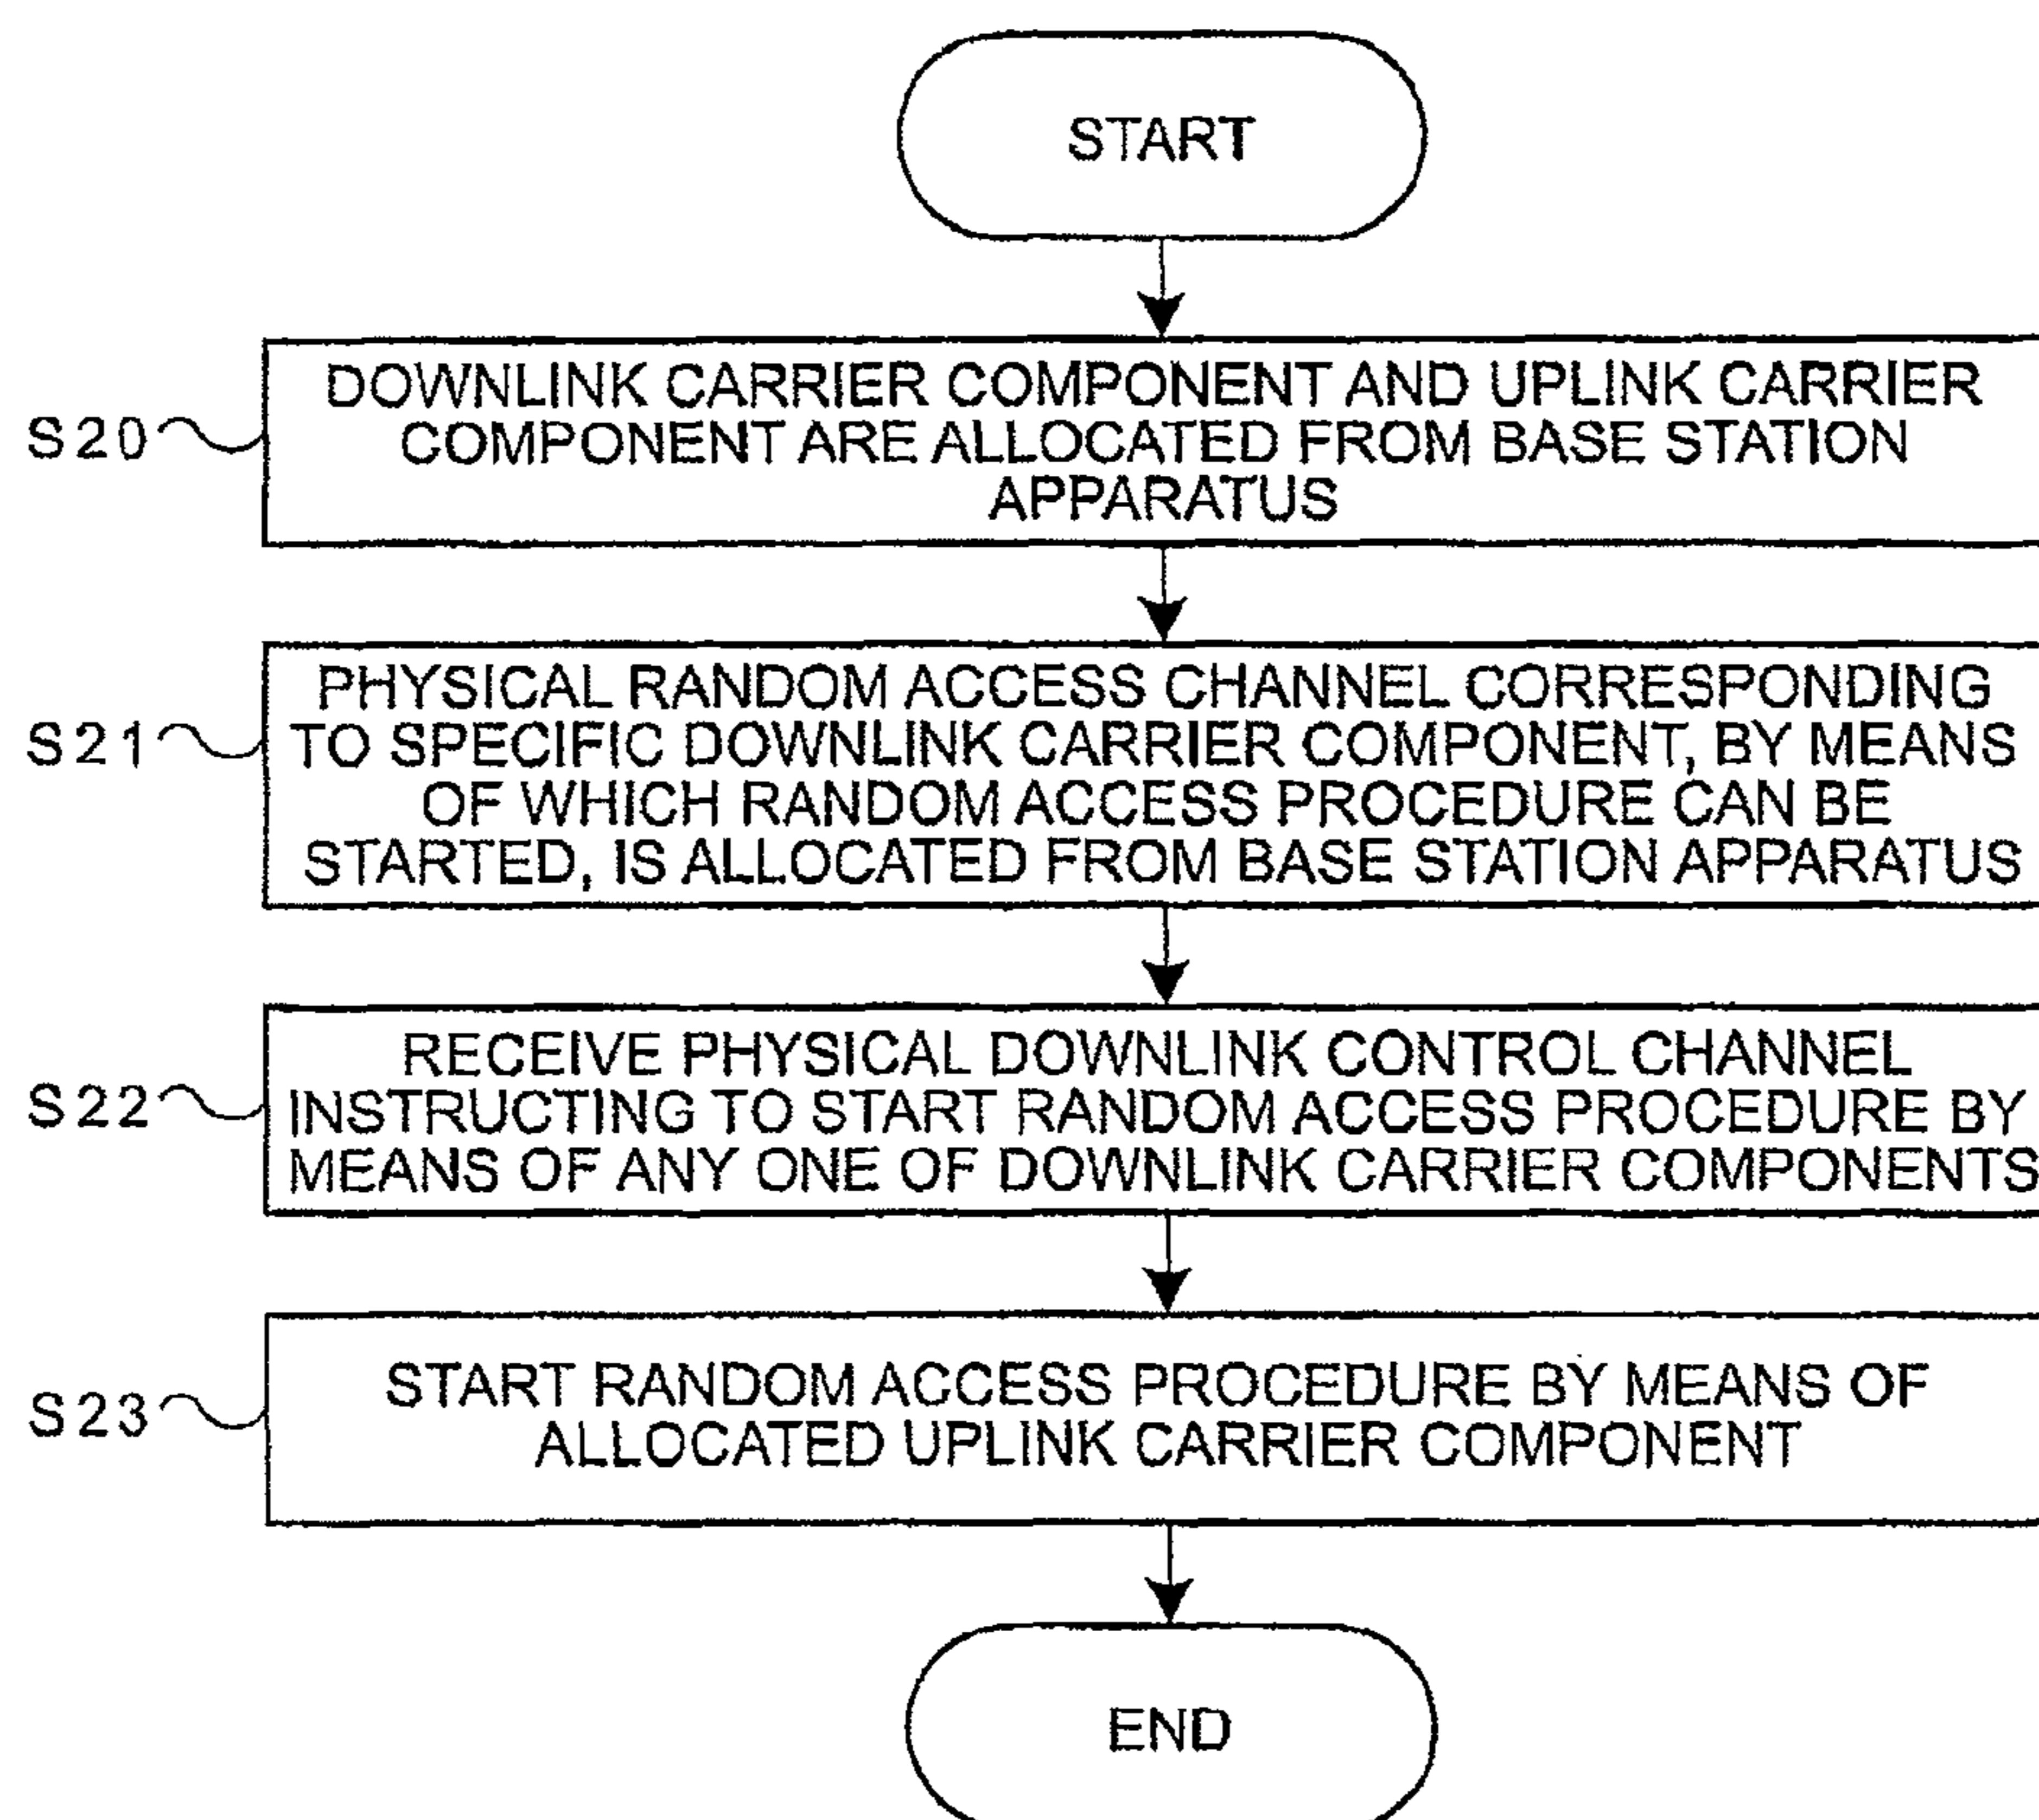 START
DOWNLINK CARRIER COMPONENT AND UPLINK CARRIER
S20 COMPONENT ARE ALLOCATED FROM BASE STATION
APPARATUS
PHYSICAL RANDOM ACCESS CHANNEL CORRESPONDING
S21 TO SPECIFIC DOWNLINK CARRIER COMPONENT, BY MEANS
OF WHICH RANDOM ACCESS PROCEDURE CAN BE
STARTED, IS ALLOCATED FROM BASE STATION APPARATUS
RECEIVE PHYSICAL DOWNLINK CONTROL CHANNEL
S22 INSTRUCTING TO START RANDOM ACCESS PROCEDURE BY
MEANS OF ANY ONE OF DOWNLINK CARRIER COMPONENTS
S23 START RANDOM ACCESS PROCEDURE BY MEANS OF
ALLOCATED UPLINK CARRIER COMPONENT
END